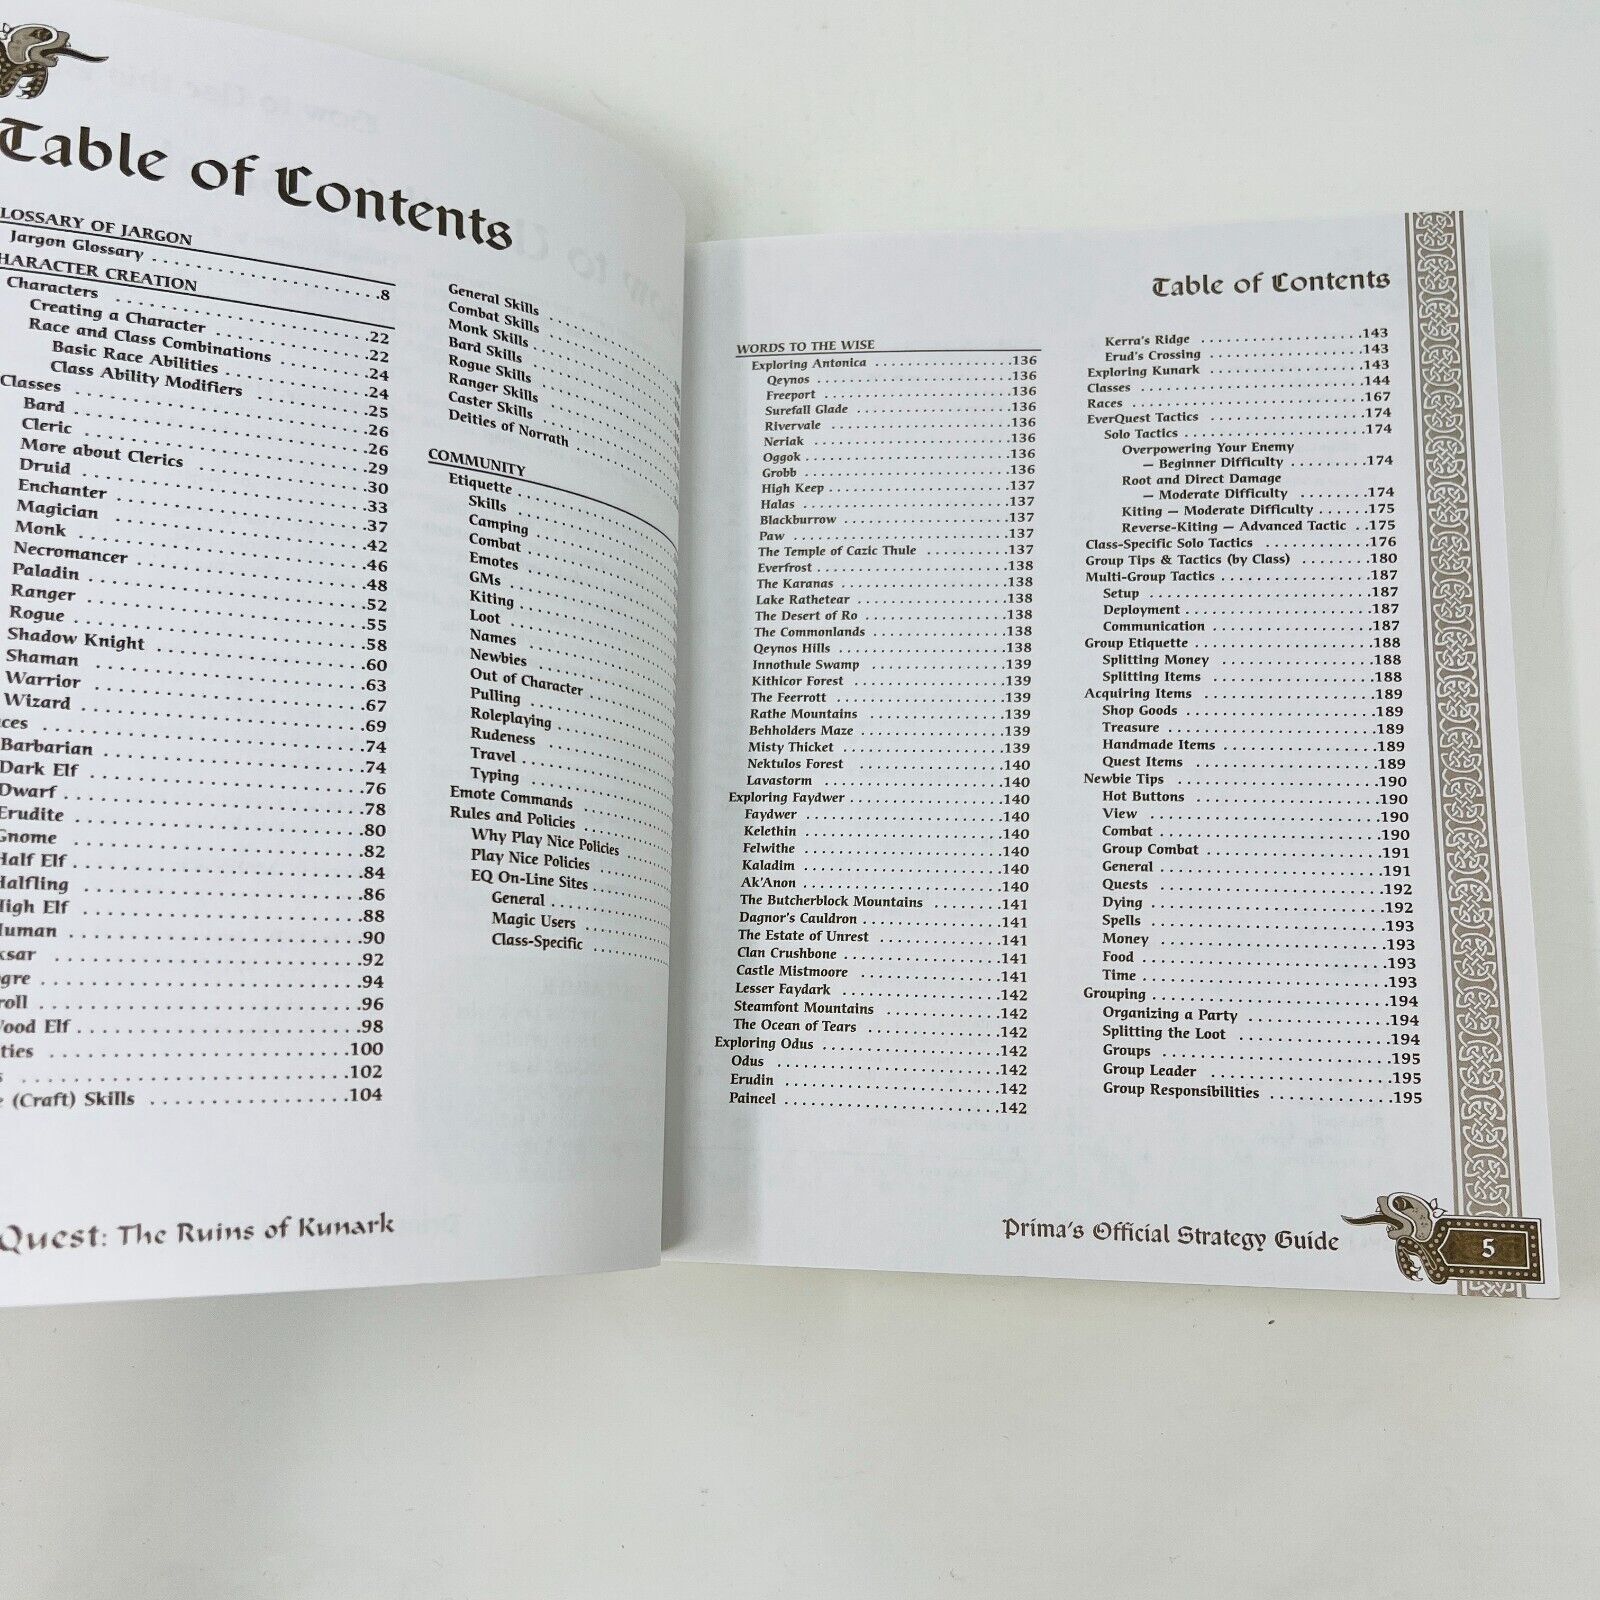 Table of Contents
LOSSARY OF JARGON
Jargon Glossary . . . . . . . . . . . . . . . . . . . .8
HARACTER CREATION
Characters . . . . . . . . . . . . . . . . . . . .22
Creating a Character . . . . . . . . . . . .22
Race and Class Combinations . . . . . . . .24
Basic Race Abilities . . . . . . . . . . . .24
Class Ability Modifiers . . . . . . . . . .25
Classes . . . . . . . . . . . . . . . . . . . .26
Bard . . . . . . . . . . . . . . . . . . . .26
Cleric . . . . . . . . . . . . . . . . . . . .29
More about Clerics . . . . . . . . . . . .30
Druid . . . . . . . . . . . . . . . . . . . .33
Enchanter . . . . . . . . . . . . . . . . . .37
Magician . . . . . . . . . . . . . . . . . .42
Monk . . . . . . . . . . . . . . . . . . . .46
Necromancer . . . . . . . . . . . . . . . .48
Paladin . . . . . . . . . . . . . . . . . . . .52
Ranger . . . . . . . . . . . . . . . . . . . .55
Rogue . . . . . . . . . . . . . . . . . . . .58
Shadow Knight . . . . . . . . . . . . . . . .60
Shaman . . . . . . . . . . . . . . . . . . . .63
Warrior . . . . . . . . . . . . . . . . . . . .67
Wizard . . . . . . . . . . . . . . . . . . . .69
ces . . . . . . . . . . . . . . . . . . . .74
Barbarian . . . . . . . . . . . . . . . . . .74
Dark Elf . . . . . . . . . . . . . . . . . .76
Dwarf . . . . . . . . . . . . . . . . . . . .78
Erudite . . . . . . . . . . . . . . . . . . . .80
Gnome . . . . . . . . . . . . . . . . . . . .82
Half Elf . . . . . . . . . . . . . . . . . . . .84
Halfling . . . . . . . . . . . . . . . . . . . .86
High Elf . . . . . . . . . . . . . . . . . . . .88
Human . . . . . . . . . . . . . . . . . . . .90
ksar . . . . . . . . . . . . . . . . . . . .92
gre . . . . . . . . . . . . . . . . . . . .94
roll . . . . . . . . . . . . . . . . . . . .96
ood Elf . . . . . . . . . . . . . . . . . . . .98
ties . . . . . . . . . . . . . . . . . . . .100
s . . . . . . . . . . . . . . . . . . . .102
e (Craft) Skills . . . . . . . . . . . . . . . .104
General Skills
Combat Skills
Monk Skills
Bard Skills
Rogue Skills
Ranger Skills
Caster Skills
Deities of Norrath
COMMUNITY
Etiquette
Skills
Camping
Combat
Emotes
GMs
Kiting
Loot
Names
Newbies
Out of Character
Pulling
Roleplaying
Rudeness
Travel
Typing
Emote Commands
Rules and Policies
Why Play Nice Policies
Play Nice Policies
EQ On-Line Sites
General
Magic Users
Class-Specific
Quest: The Ruins of Kunark
Table of Contents
WORDS TO THE WISE
Exploring Antonica . . . . . . . . . . . . . .136
Qeynos . . . . . . . . . . . . . . . . . . . .136
Freeport . . . . . . . . . . . . . . . . . . . .136
Surefall Glade . . . . . . . . . . . . . . . .136
Rivervale . . . . . . . . . . . . . . . . . . . .136
Neriak . . . . . . . . . . . . . . . . . . . .136
Oggok . . . . . . . . . . . . . . . . . . . .136
Grobb . . . . . . . . . . . . . . . . . . . .136
High Keep . . . . . . . . . . . . . . . . . .137
Halas . . . . . . . . . . . . . . . . . . . .137
Blackburrow . . . . . . . . . . . . . . . .137
Paw . . . . . . . . . . . . . . . . . . . .137
The Temple of Cazic Thule . . . . . . . .137
Everfrost . . . . . . . . . . . . . . . . . . . .138
The Karanas . . . . . . . . . . . . . . . .138
Lake Rathetear . . . . . . . . . . . . . . . .138
The Desert of Ro . . . . . . . . . . . . . .138
The Commonlands . . . . . . . . . . . .138
Qeynos Hills . . . . . . . . . . . . . . . .138
Innothule Swamp . . . . . . . . . . . . . .139
Kithicor Forest . . . . . . . . . . . . . . . .139
The Feerrott . . . . . . . . . . . . . . . .139
Rathe Mountains . . . . . . . . . . . . . .139
Behholders Maze . . . . . . . . . . . . . .139
Misty Thicket . . . . . . . . . . . . . . . .139
Nektulos Forest . . . . . . . . . . . . . . . .140
Lavastorm . . . . . . . . . . . . . . . . . .140
Exploring Faydwer . . . . . . . . . . . . . .140
Faydwer . . . . . . . . . . . . . . . . . . . .140
Kelethin . . . . . . . . . . . . . . . . . . . .140
Felwithe . . . . . . . . . . . . . . . . . . . .140
Kaladim . . . . . . . . . . . . . . . . . . . .140
Ak'Anon . . . . . . . . . . . . . . . . . . . .140
The Butcherblock Mountains . . . . . . . .141
Dagnor's Cauldron . . . . . . . . . . . . . .141
The Estate of Unrest . . . . . . . . . . . .141
Clan Crushbone . . . . . . . . . . . . . . . .141
Castle Mistmoore . . . . . . . . . . . . . .141
Lesser Faydark . . . . . . . . . . . . . . . .142
Steamfont Mountains . . . . . . . . . . . .142
The Ocean of Tears . . . . . . . . . . . .142
Exploring Odus . . . . . . . . . . . . . . . .142
Odus . . . . . . . . . . . . . . . . . . . .142
Erudin . . . . . . . . . . . . . . . . . . . .142
Paincel . . . . . . . . . . . . . . . . . . . .142
Kerra's Ridge . . . . . . . . . . . . . . . .143
Erud's Crossing . . . . . . . . . . . . . . . .143
Exploring Kunark . . . . . . . . . . . . . .143
Classes . . . . . . . . . . . . . . . . . . . .144
Races . . . . . . . . . . . . . . . . . . . .167
EverQuest Tactics . . . . . . . . . . . . . .174
Solo Tactics . . . . . . . . . . . . . . . . . .174
Overpowering Your Enemy
— Beginner Difficulty . . . . . . . . .174
Root and Direct Damage
— Moderate Difficulty . . . . . . . .174
Kiting — Moderate Difficulty . . . . . .175
Reverse-Kiting — Advanced Tactic . .175
Class-Specific Solo Tactics . . . . . . . . . .176
Group Tips & Tactics (by Class) . . . . . . . .180
Multi-Group Tactics . . . . . . . . . . . . . .187
Setup . . . . . . . . . . . . . . . . . . . .187
Deployment . . . . . . . . . . . . . . . . . .187
Communication . . . . . . . . . . . . . .187
Group Etiquette . . . . . . . . . . . . . . . .188
Splitting Money . . . . . . . . . . . . . .188
Splitting Items . . . . . . . . . . . . . . . .188
Acquiring Items . . . . . . . . . . . . . . . .189
Shop Goods . . . . . . . . . . . . . . . . . .189
Treasure . . . . . . . . . . . . . . . . . . . .189
Handmade Items . . . . . . . . . . . . . .189
Quest Items . . . . . . . . . . . . . . . . . .189
Newbie Tips . . . . . . . . . . . . . . . . . .190
Hot Buttons . . . . . . . . . . . . . . . . . .190
View . . . . . . . . . . . . . . . . . . . .190
Combat . . . . . . . . . . . . . . . . . . . .190
Group Combat . . . . . . . . . . . . . . . .191
General . . . . . . . . . . . . . . . . . . . .191
Quests . . . . . . . . . . . . . . . . . . . .192
Dying . . . . . . . . . . . . . . . . . . . .192
Spells . . . . . . . . . . . . . . . . . . . .193
Money . . . . . . . . . . . . . . . . . . . .193
Food . . . . . . . . . . . . . . . . . . . .193
Time . . . . . . . . . . . . . . . . . . . .193
Grouping . . . . . . . . . . . . . . . . . . . .194
Organizing a Party . . . . . . . . . . . . . .194
Splitting the Loot . . . . . . . . . . . . . .194
Groups . . . . . . . . . . . . . . . . . . . .195
Group Leader . . . . . . . . . . . . . . . .195
Group Responsibilities . . . . . . . . . . . .195
Prima's Official Strategy Guide
5